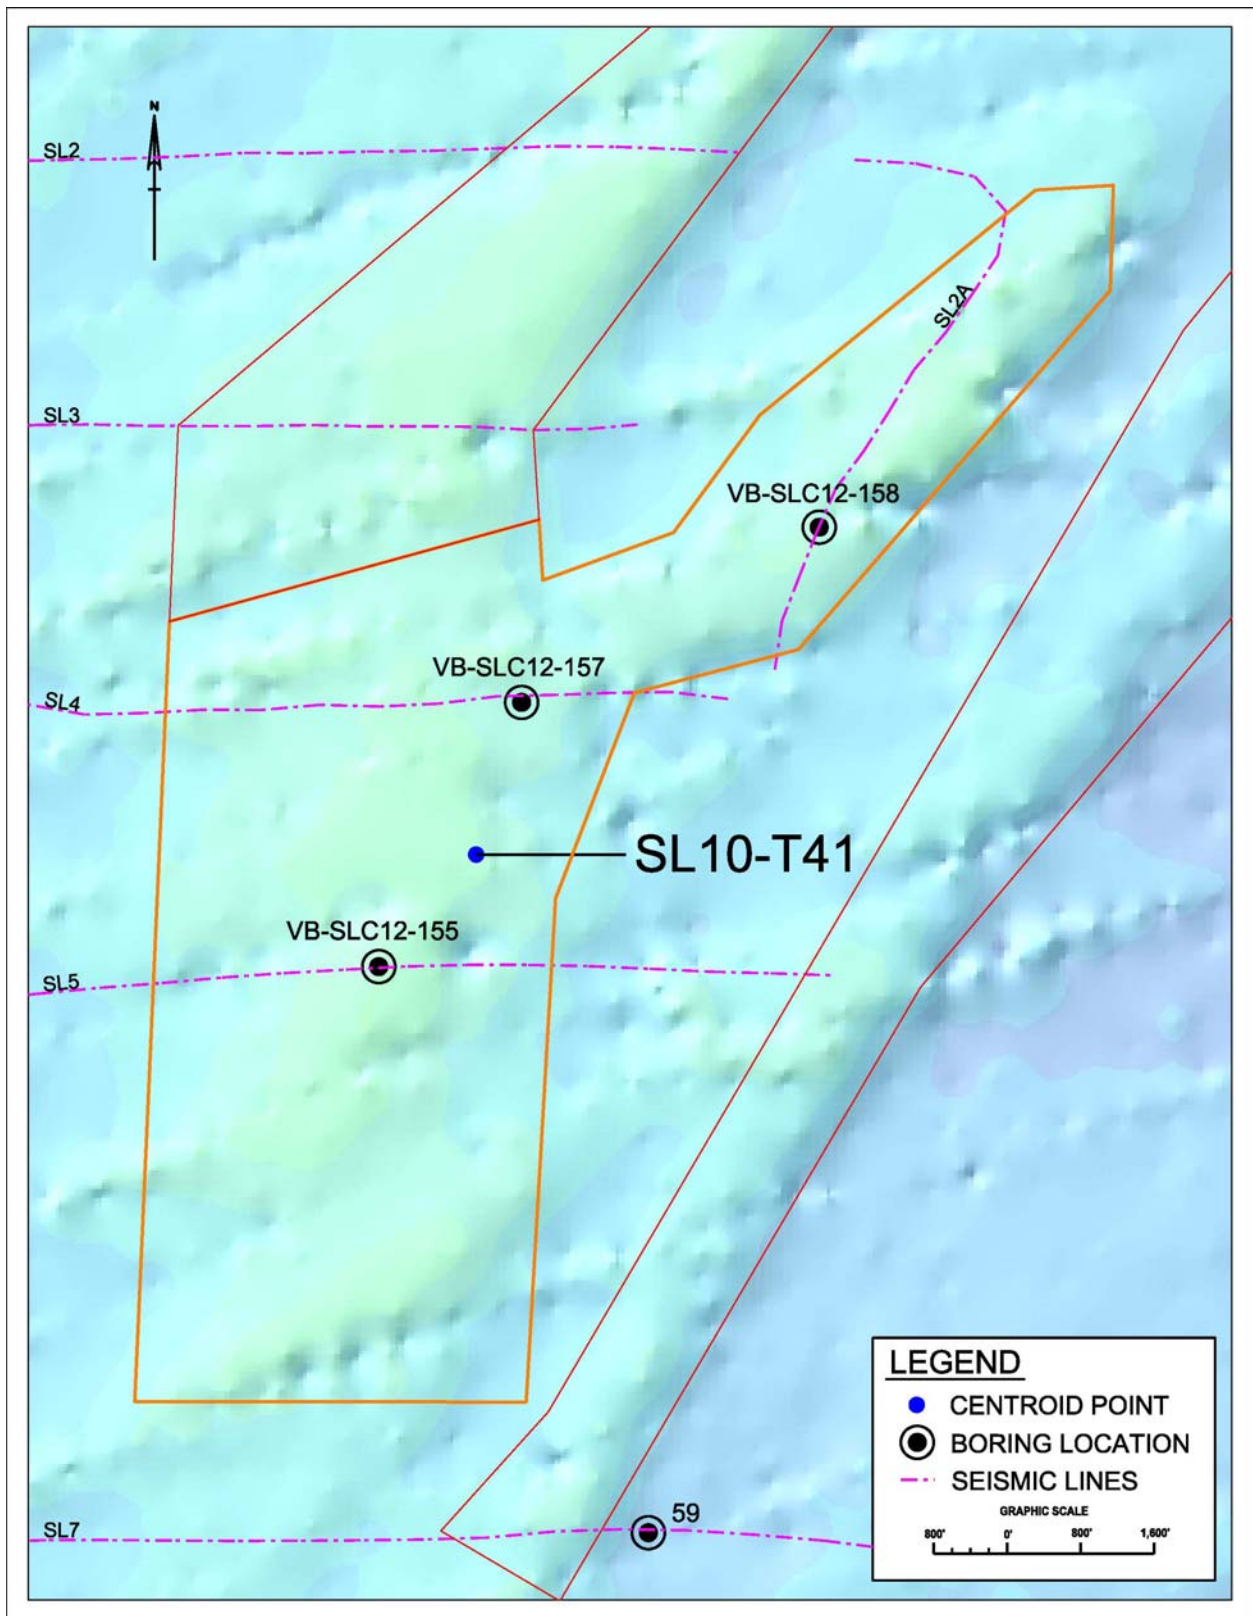 N
SL2
SL2A
SL3
VB-SLC12-158
VB-SLC12-157
SL4
SL10-T41
VB-SLC12-155
SL5
59
SL7
LEGEND
CENTROID POINT
BORING LOCATION
SEISMIC LINES
GRAPHIC SCALE
800' 0' 800' 1,600'